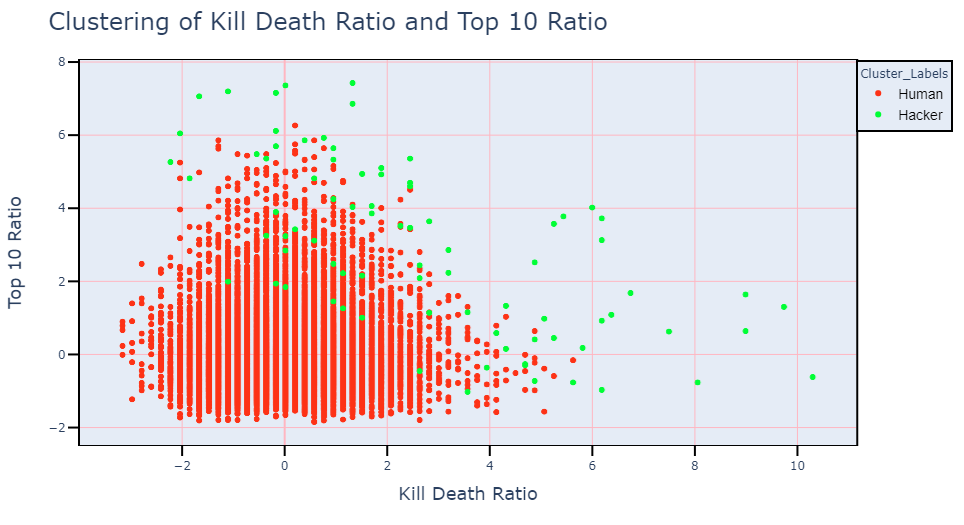 Clustering of Kill Death Ratio and Top 10 Ratio
Cluster_Labels
Human
Hacker
Top 10 Ratio
8
6
4
2
0
−2
−2
0
2
4
6
8
10
Kill Death Ratio